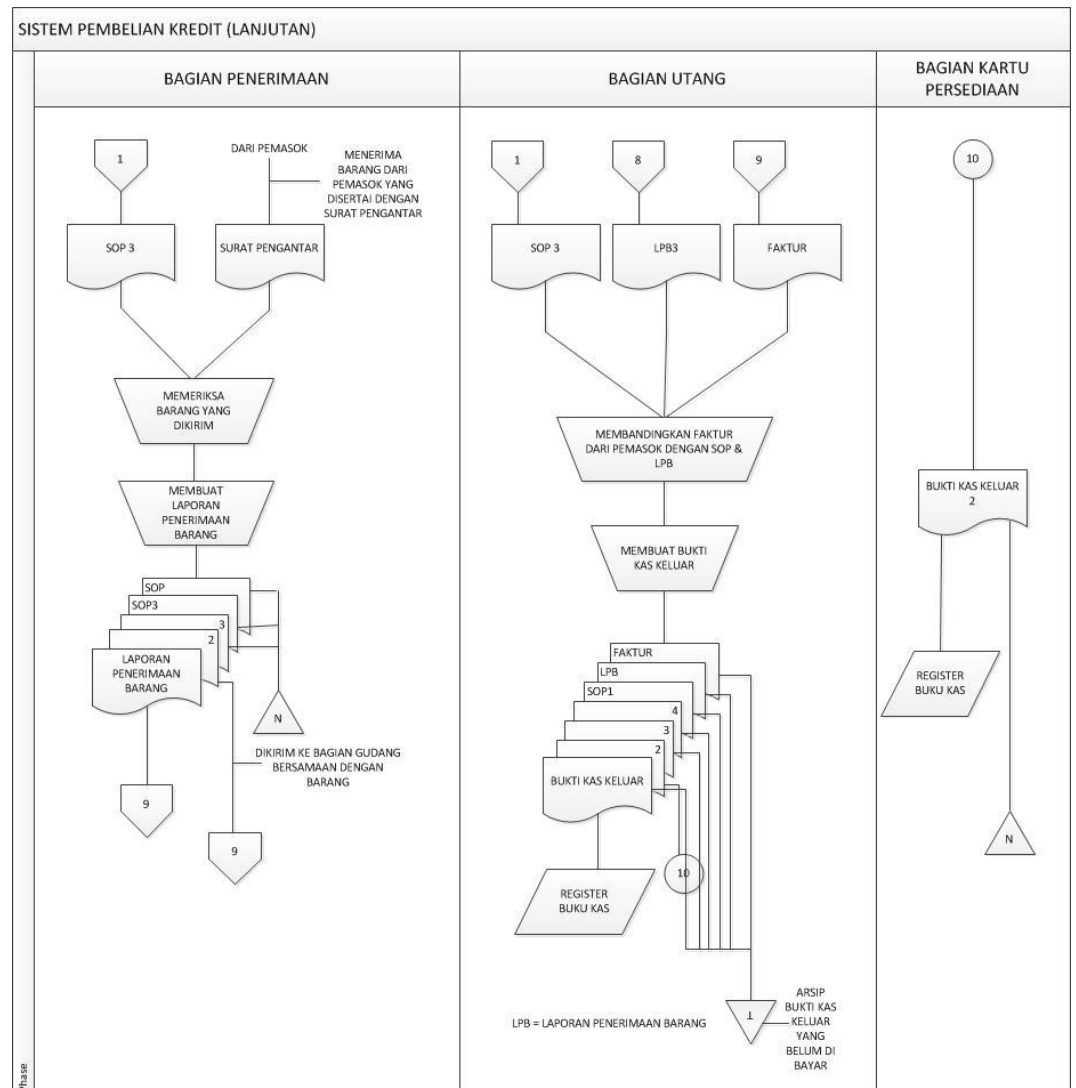 SISTEM PEMBELIAN KREDIT (LANJUTAN)
BAGIAN PENERIMAAN
BAGIAN UTANG
BAGIAN KARTU
PERSEDIAAN
1
DARI PEMASOK
MENERIMA
BARANG DARI
PEMASOK YANG
DISERTAI DENGAN
SURAT PENGANTAR
SOP 3
SURAT PENGANTAR
MEMERIKSA
BARANG YANG
DIKIRIM
MEMBUAT
LAPORAN
PENERIMAAN
BARANG
SOP
SOP3
3
2
LAPORAN
PENERIMAAN
BARANG
N
DIKIRIM KE BAGIAN GUDANG
BERSAMAAN DENGAN
BARANG
9
9
1
8
9
SOP 3
LPB3
FAKTUR
MEMBANDINGKAN FAKTUR
DARI PEMASOK DENGAN SOP &
LPB
MEMBUAT BUKTI
KAS KELUAR
FAKTUR
LPB
SOP1
4
3
2
BUKTI KAS KELUAR
10
REGISTER
BUKU KAS
LPB = LAPORAN PENERIMAAN BARANG
T
ARSIP
BUKTI KAS
KELUAR
YANG
BELUM DI
BAYAR
10
BUKTI KAS KELUAR
2
REGISTER
BUKU KAS
N
Phase